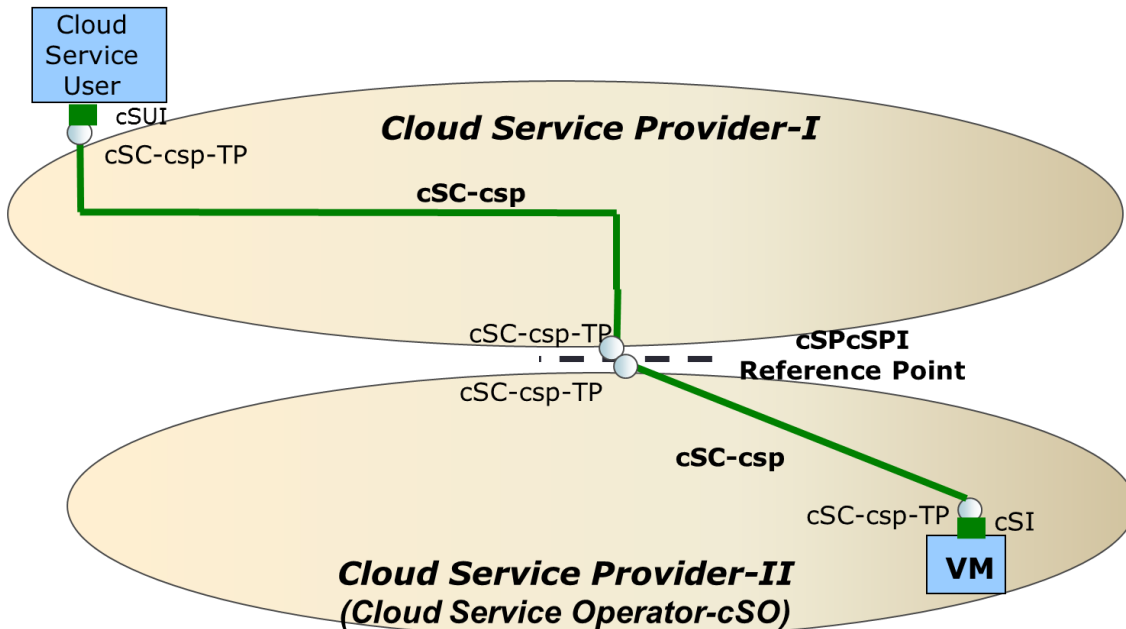 Cloud
Service
User
cSUI
cSC-csp-TP
Cloud Service Provider-I
cSC-csp
cSC-csp-TP
cSPcSPI
Reference Point
cSC-csp-TP
cSC-csp
cSC-csp-TP
cSI
VM
Cloud Service Provider-II
(Cloud Service Operator-cSO)